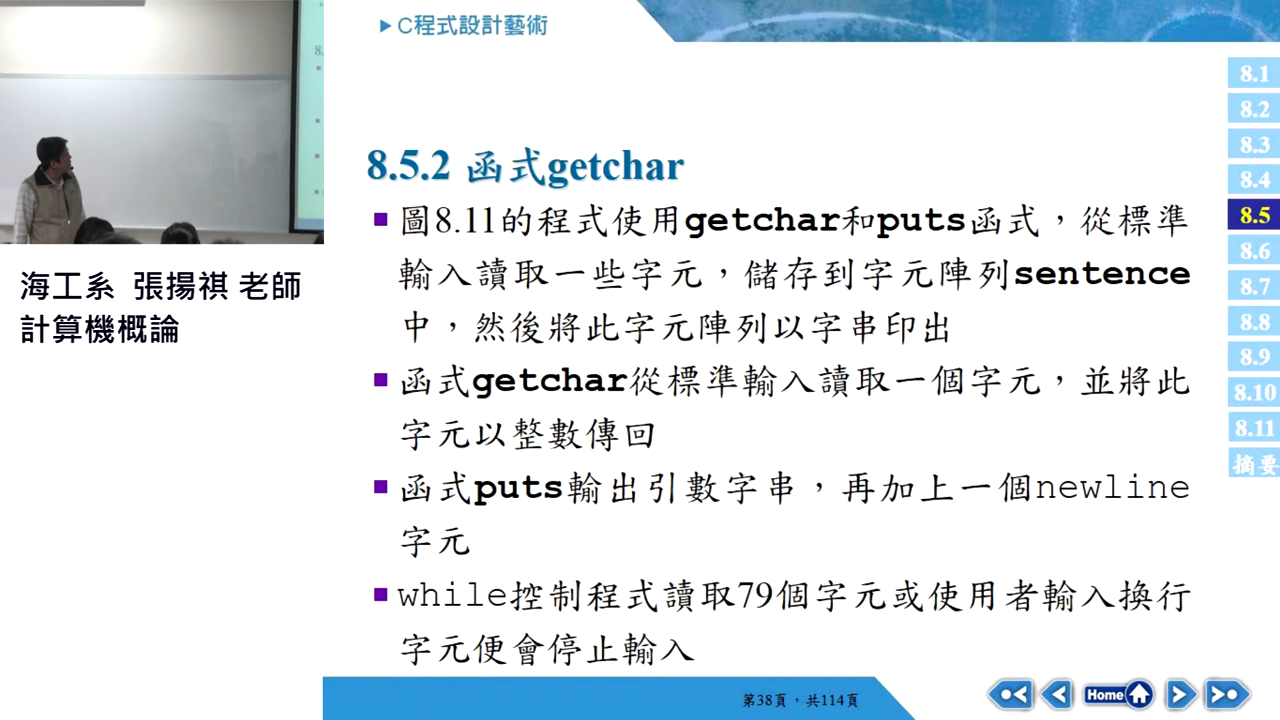 C程式設計藝術
海工系 張揚祺 老師
計算機概論
8.5.2 函式getchar
圖8.11的程式使用getchar和puts函式，從標準
輸入讀取一些字元，儲存到字元陣列sentence
中，然後將此字元陣列以字串印出
函式getchar從標準輸入讀取一個字元，並將此
字元以整數傳回
函式puts輸出引數字串，再加上一個newline
字元
while控制程式讀取79個字元或使用者輸入換行
字元便會停止輸入
8.1
8.2
8.3
8.4
8.5
8.6
8.7
8.8
8.9
8.10
8.11
摘要
第38頁，共114頁
Home